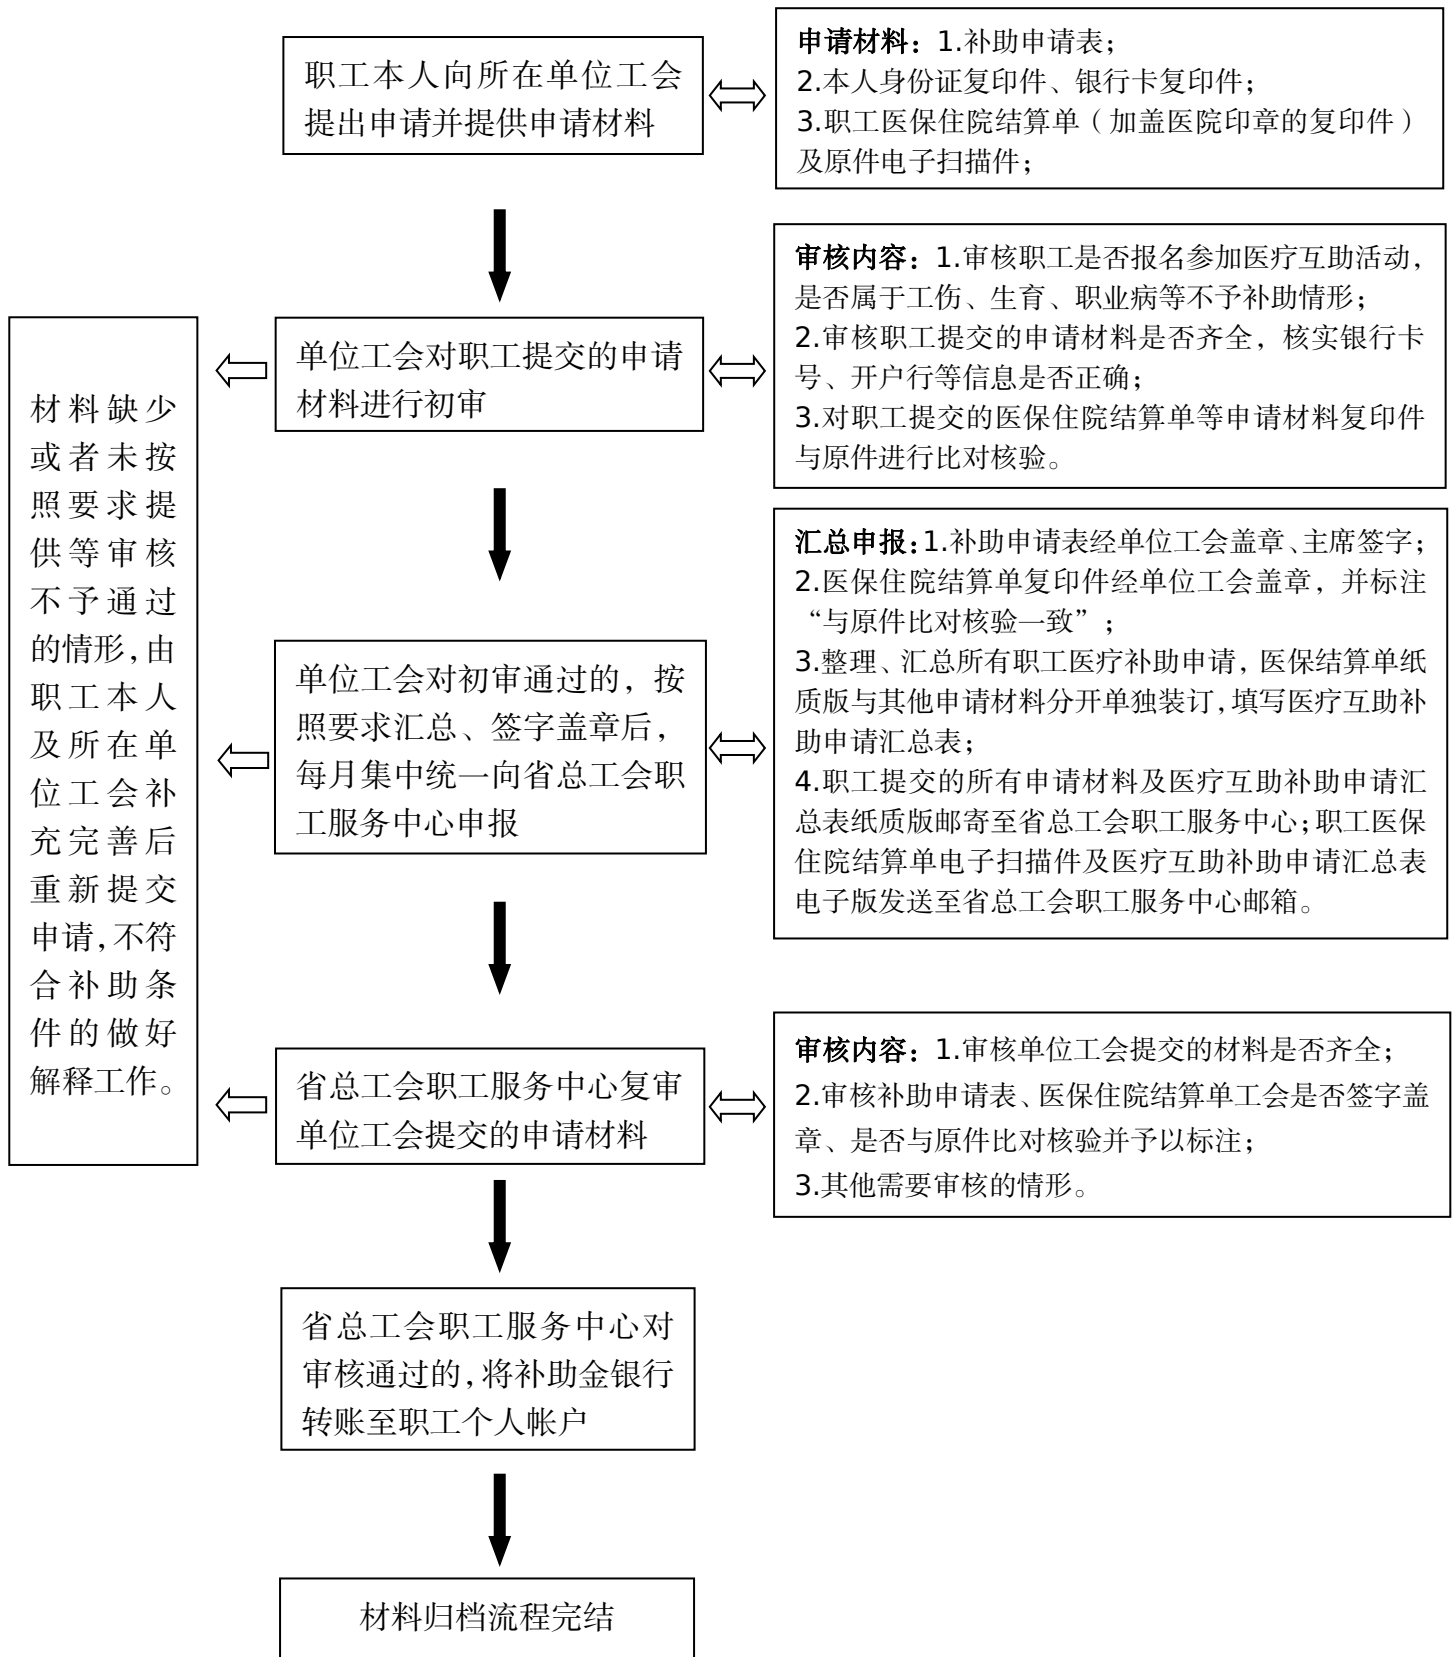 职工本人向所在单位工会
提出申请并提供申请材料
申请材料：1.补助申请表；
2.本人身份证复印件、银行卡复印件；
3.职工医保住院结算单（加盖医院印章的复印件）
及原件电子扫描件；
单位工会对职工提交的申请
材料进行初审
审核内容：1.审核职工是否报名参加医疗互助活动，
是否属于工伤、生育、职业病等不予补助情形；
2.审核职工提交的申请材料是否齐全，核实银行卡
号、开户行等信息是否正确；
3.对职工提交的医保住院结算单等申请材料复印件
与原件进行比对核验。
材料缺少
或者未按
照要求提
供等审核
不予通过
的情形，由
职工本人
及所在单
位工会补
充完善后
重新提交
申请，不符
合补助条
件的做好
解释工作。
单位工会对初审通过的，按
照要求汇总、签字盖章后，
每月集中统一向省总工会职
工服务中心申报
汇总申报：1.补助申请表经单位工会盖章、主席签字；
2.医保住院结算单复印件经单位工会盖章，并标注
“与原件比对核验一致”；
3.整理、汇总所有职工医疗补助申请，医保结算单纸
质版与其他申请材料分开单独装订，填写医疗互助补
助申请汇总表；
4.职工提交的所有申请材料及医疗互助补助申请汇
总表纸质版邮寄至省总工会职工服务中心；职工医保
住院结算单电子扫描件及医疗互助补助申请汇总表
电子版发送至省总工会职工服务中心邮箱。
省总工会职工服务中心复审
单位工会提交的申请材料
审核内容：1.审核单位工会提交的材料是否齐全；
2.审核补助申请表、医保住院结算单工会是否签字盖
章、是否与原件比对核验并予以标注；
3.其他需要审核的情形。
省总工会职工服务中心对
审核通过的，将补助金银行
转账至职工个人帐户
材料归档流程完结